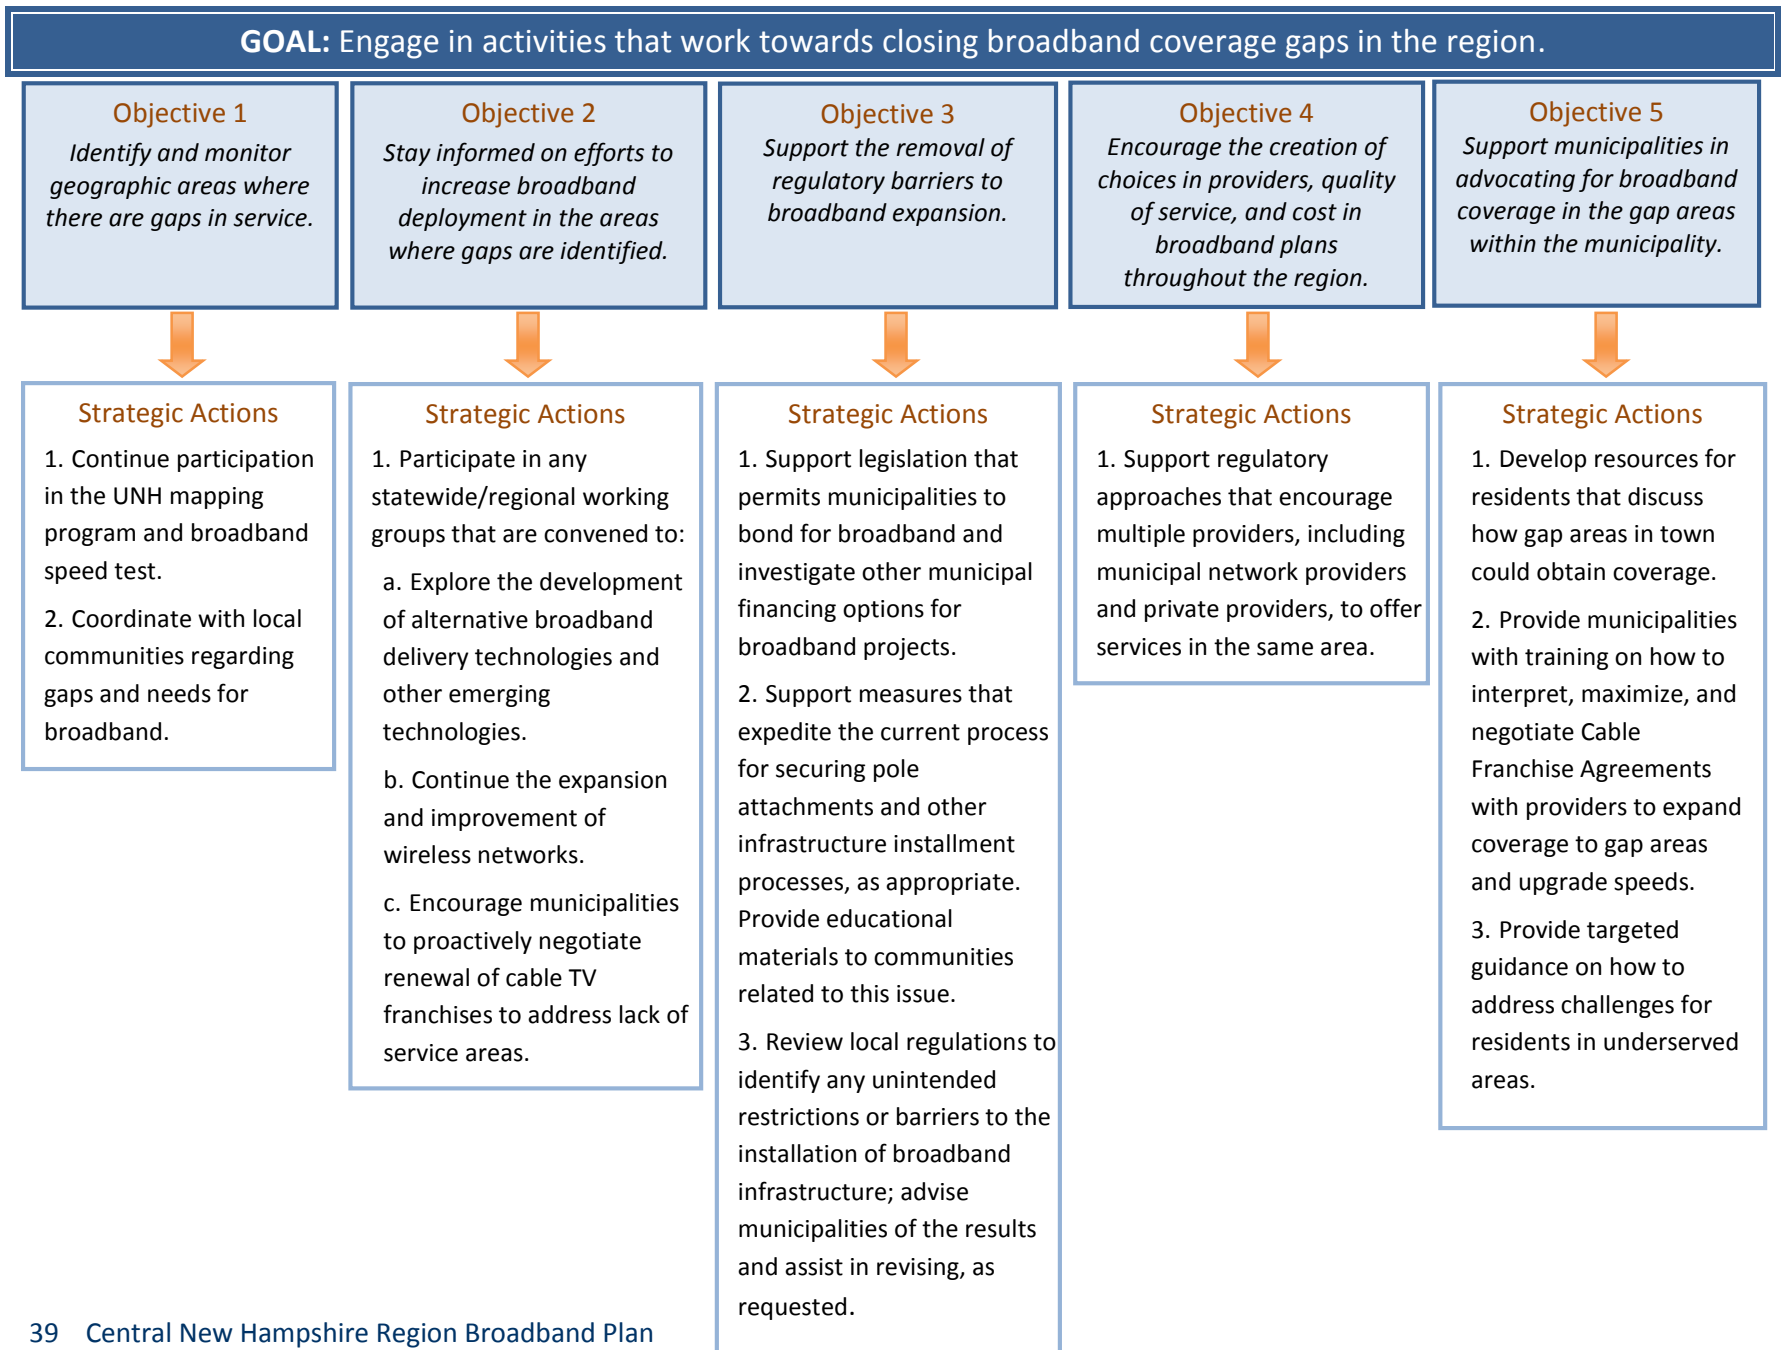 GOAL: Engage in activities that work towards closing broadband coverage gaps in the region.
Objective 1
Identify and monitor
geographic areas where
there are gaps in service.
Objective 2
Stay informed on efforts to
increase broadband
deployment in the areas
where gaps are identified.
Objective 3
Support the removal of
regulatory barriers to
broadband expansion.
Objective 4
Encourage the creation of
choices in providers, quality
of service, and cost in
broadband plans
throughout the region.
Objective 5
Support municipalities in
advocating for broadband
coverage in the gap areas
within the municipality.
Strategic Actions
1. Continue participation
in the UNH mapping
program and broadband
speed test.
2. Coordinate with local
communities regarding
gaps and needs for
broadband.
Strategic Actions
1. Participate in any
statewide/regional working
groups that are convened to:
a. Explore the development
of alternative broadband
delivery technologies and
other emerging
technologies.
b. Continue the expansion
and improvement of
wireless networks.
c. Encourage municipalities
to proactively negotiate
renewal of cable TV
franchises to address lack of
service areas.
Strategic Actions
1. Support legislation that
permits municipalities to
bond for broadband and
investigate other municipal
financing options for
broadband projects.
2. Support measures that
expedite the current process
for securing pole
attachments and other
infrastructure installment
processes, as appropriate.
Provide educational
materials to communities
related to this issue.
3. Review local regulations to
identify any unintended
restrictions or barriers to the
installation of broadband
infrastructure; advise
municipalities of the results
and assist in revising, as
requested.
Strategic Actions
1. Support regulatory
approaches that encourage
multiple providers, including
municipal network providers
and private providers, to offer
services in the same area.
Strategic Actions
1. Develop resources for
residents that discuss
how gap areas in town
could obtain coverage.
2. Provide municipalities
with training on how to
interpret, maximize, and
negotiate Cable
Franchise Agreements
with providers to expand
coverage to gap areas
and upgrade speeds.
3. Provide targeted
guidance on how to
address challenges for
residents in underserved
areas.
39 Central New Hampshire Region Broadband Plan